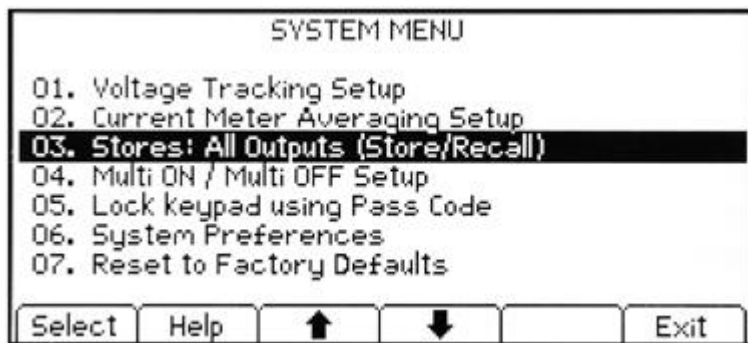 SYSTEM MENU
01. Voltage Tracking Setup
02. Current Meter Averaging Setup
03. Stores: All Outputs (Store/Recall)
04. Multi ON / Multi OFF Setup
05. Lock keypad using Pass Code
06. System Preferences
07. Reset to Factory Defaults
Select Help ↑ ↓ Exit